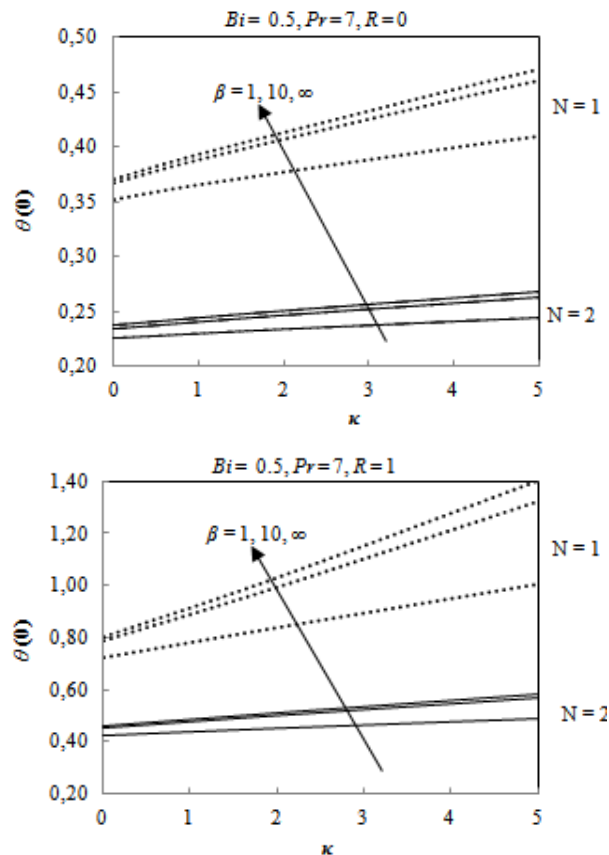 Bi = 0.5, Pr = 7, R = 0
0,50
0,45
0,40
0,35
0,30
0,25
0,20
θ(0)
β = 1, 10, ∞
N = 1
N = 2
0 1 2 3 4 5
κ
Bi = 0.5, Pr = 7, R = 1
1,40
1,20
1,00
0,80
0,60
0,40
0,20
θ(0)
β = 1, 10, ∞
N = 1
N = 2
0 1 2 3 4 5
κ